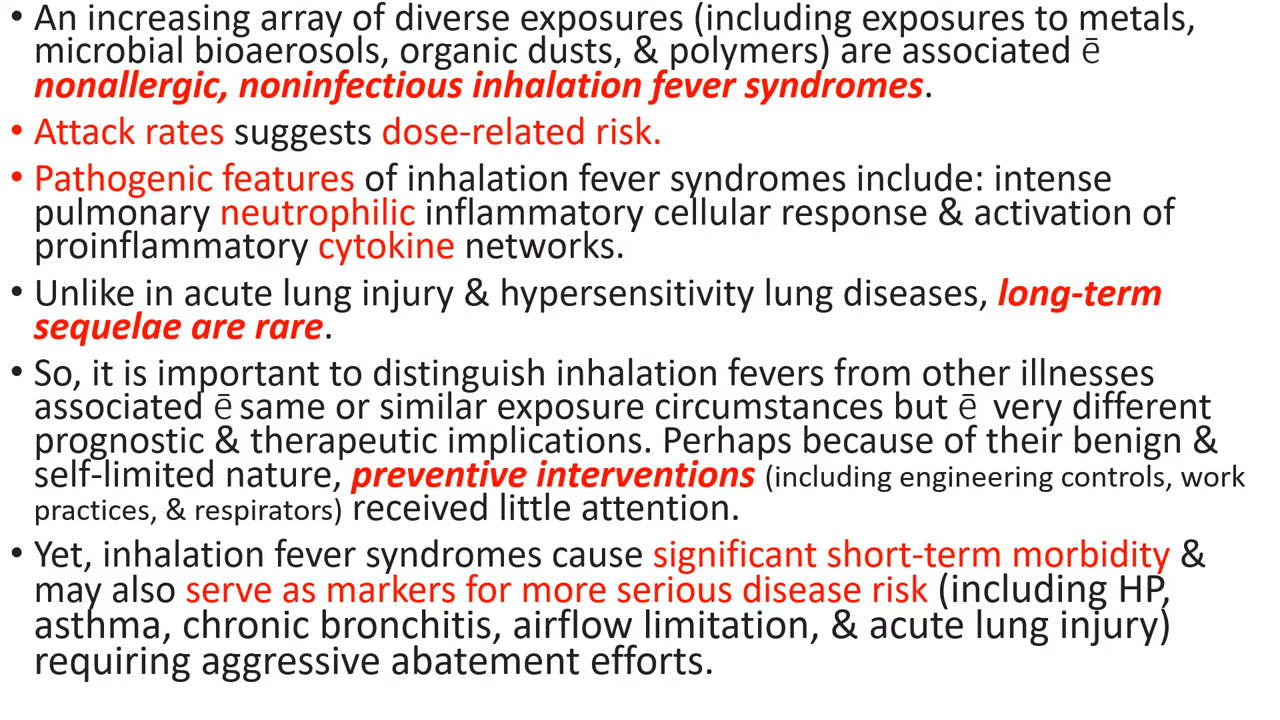 • An increasing array of diverse exposures (including exposures to metals,
microbial bioaerosols, organic dusts, & polymers) are associated ē
nonallergic, noninfectious inhalation fever syndromes.
• Attack rates suggests dose-related risk.
• Pathogenic features of inhalation fever syndromes include: intense
pulmonary neutrophilic inflammatory cellular response & activation of
proinflammatory cytokine networks.
• Unlike in acute lung injury & hypersensitivity lung diseases, long-term
sequelae are rare.
• So, it is important to distinguish inhalation fevers from other illnesses
associated ē same or similar exposure circumstances but ē very different
prognostic & therapeutic implications. Perhaps because of their benign &
self-limited nature, preventive interventions (including engineering controls, work
practices, & respirators) received little attention.
• Yet, inhalation fever syndromes cause significant short-term morbidity &
may also serve as markers for more serious disease risk (including HP,
asthma, chronic bronchitis, airflow limitation, & acute lung injury)
requiring aggressive abatement efforts.